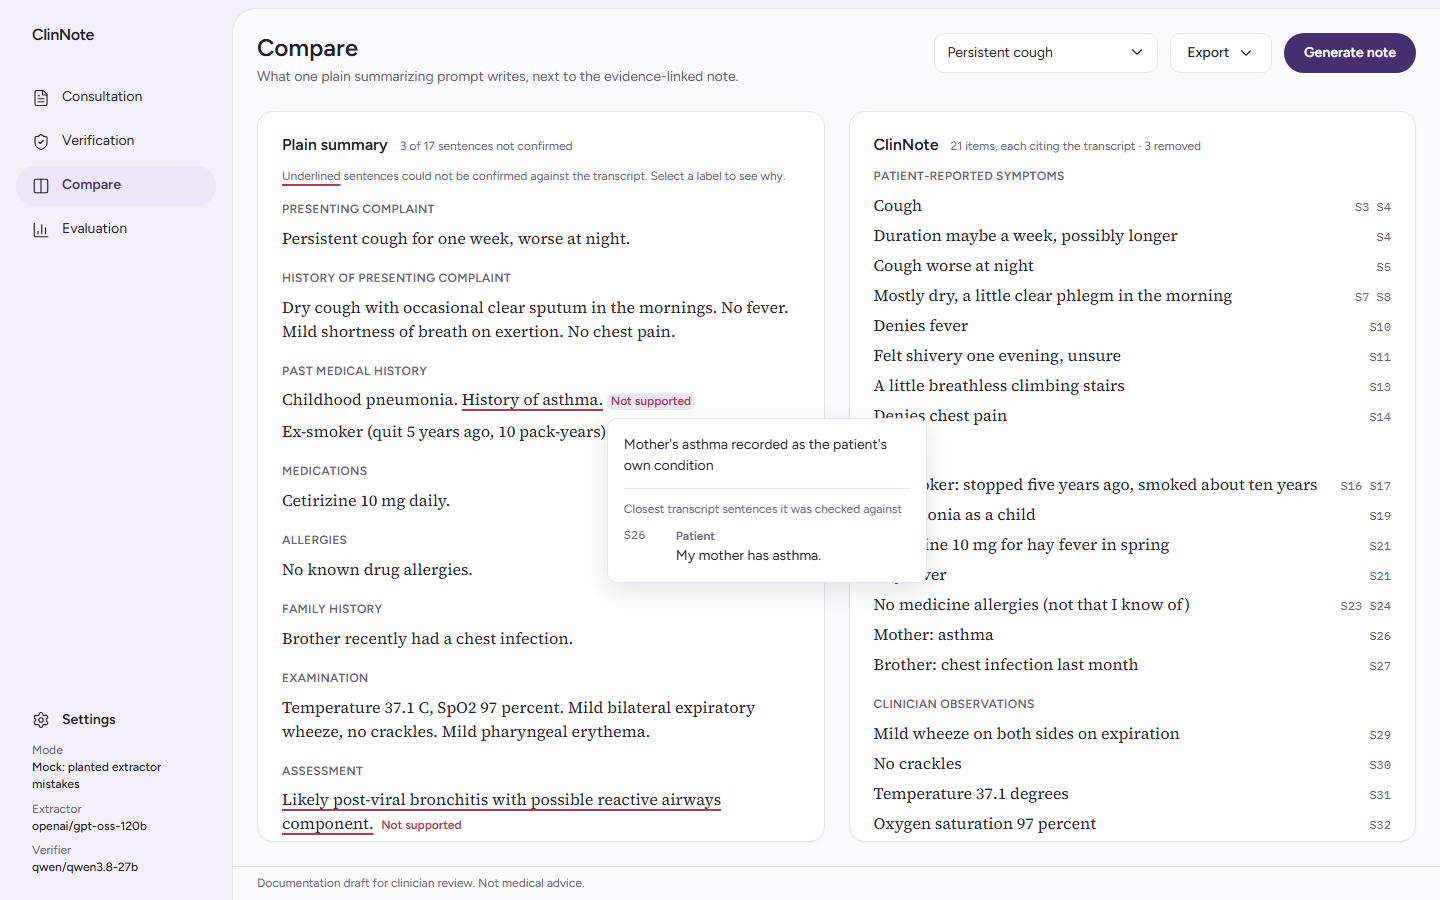 ClinNote
Consultation
Verification
Compare
Evaluation
Settings
Mode
Mock: planted extractor
mistakes
Extractor
openai/gpt-oss-120b
Verifier
qwen/qwen3.8-27b
Compare
What one plain summarizing prompt writes, next to the evidence-linked note.
Persistent cough
Export
Generate note
Plain summary 3 of 17 sentences not confirmed
Underlined sentences could not be confirmed against the transcript. Select a label to see why.
PRESENTING COMPLAINT
Persistent cough for one week, worse at night.
HISTORY OF PRESENTING COMPLAINT
Dry cough with occasional clear sputum in the mornings. No fever.
Mild shortness of breath on exertion. No chest pain.
PAST MEDICAL HISTORY
Childhood pneumonia. History of asthma. Not supported
Ex-smoker (quit 5 years ago, 10 pack-years)
MEDICATIONS
Cetirizine 10 mg daily.
ALLERGIES
No known drug allergies.
FAMILY HISTORY
Brother recently had a chest infection.
EXAMINATION
Temperature 37.1 C, SpO2 97 percent. Mild bilateral expiratory
wheeze, no crackles. Mild pharyngeal erythema.
ASSESSMENT
Likely post-viral bronchitis with possible reactive airways
component. Not supported
Mother's asthma recorded as the patient's
own condition
Closest transcript sentences it was checked against
S26 Patient
My mother has asthma.
ClinNote 21 items, each citing the transcript · 3 removed
PATIENT-REPORTED SYMPTOMS
Cough S3 S4
Duration maybe a week, possibly longer S4
Cough worse at night S5
Mostly dry, a little clear phlegm in the morning S7 S8
Denies fever S10
Felt shivery one evening, unsure S11
A little breathless climbing stairs S13
Denies chest pain S14
oker: stopped five years ago, smoked about ten years S16 S17
onia as a child S19
ine 10 mg for hay fever in spring S21
ver S21
No medicine allergies (not that I know of) S23 S24
Mother: asthma S26
Brother: chest infection last month S27
CLINICIAN OBSERVATIONS
Mild wheeze on both sides on expiration S29
No crackles S30
Temperature 37.1 degrees S31
Oxygen saturation 97 percent S32
Documentation draft for clinician review. Not medical advice.